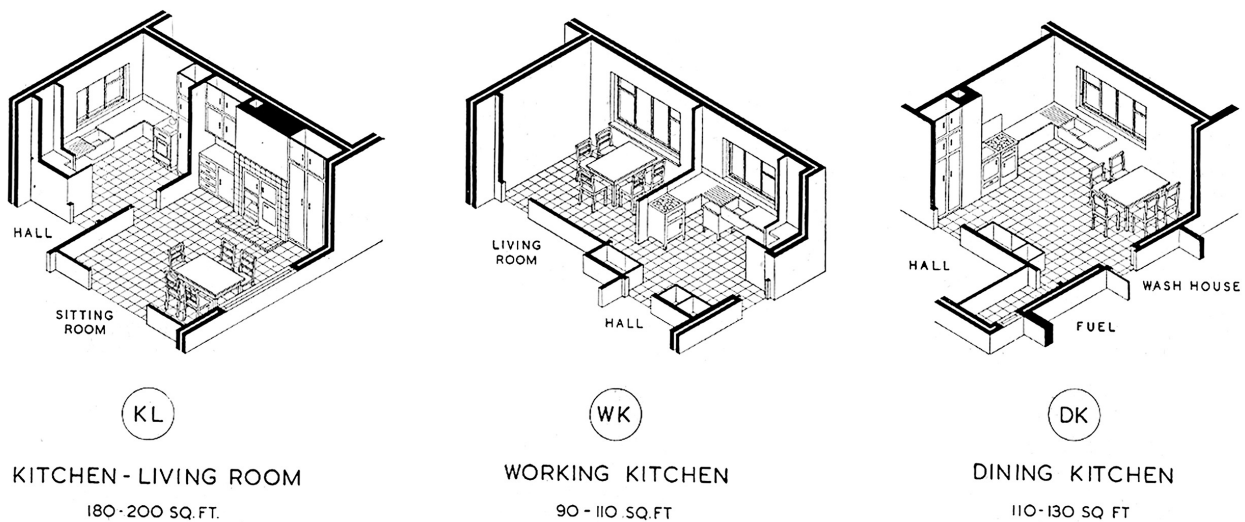 HALL
SITTING
ROOM
KL
KITCHEN-LIVING ROOM
180-200 SQ.FT.
LIVING
ROOM
HALL
WK
WORKING KITCHEN
90-110 SQ.FT
HALL
WASH HOUSE
FUEL
DK
DINING KITCHEN
110-130 SQ FT